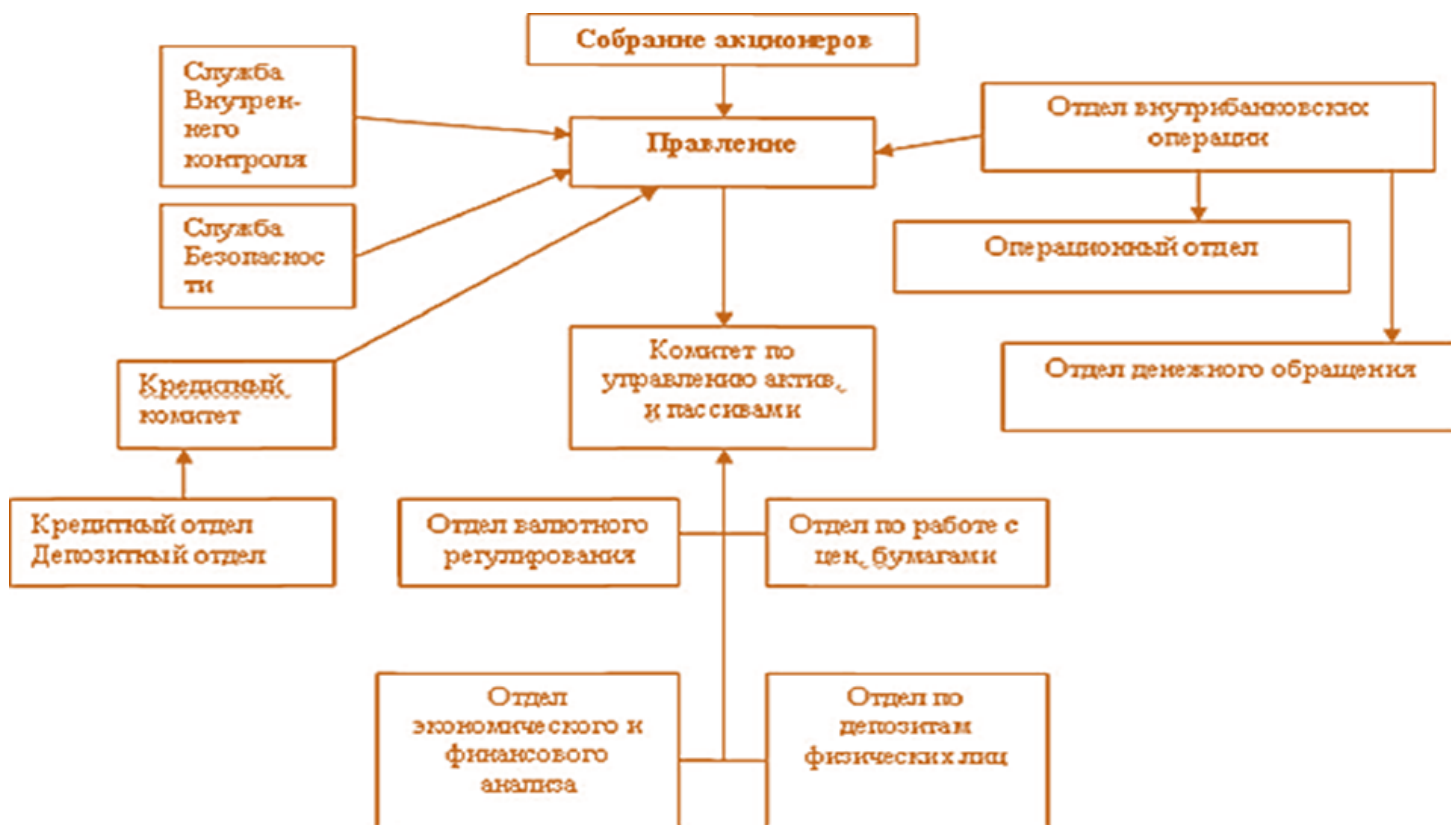 Собрание акционеров
Служба
Внутрен-
него
контроля
Правление
Отдел внутрибанковских
операции
Служба
Безопаснос
ти
Операционный отдел
Комитет по
управлению актив,
и пассивами
Отдел денежного обращения
Кредитный
комитет
Кредитный отдел
Депозитный отдел
Отдел валютного
регулирования
Отдел по работе с
цен, бумагами
Отдел
экономического и
финансового
анализа
Отдел по
депозитам
физических лиц